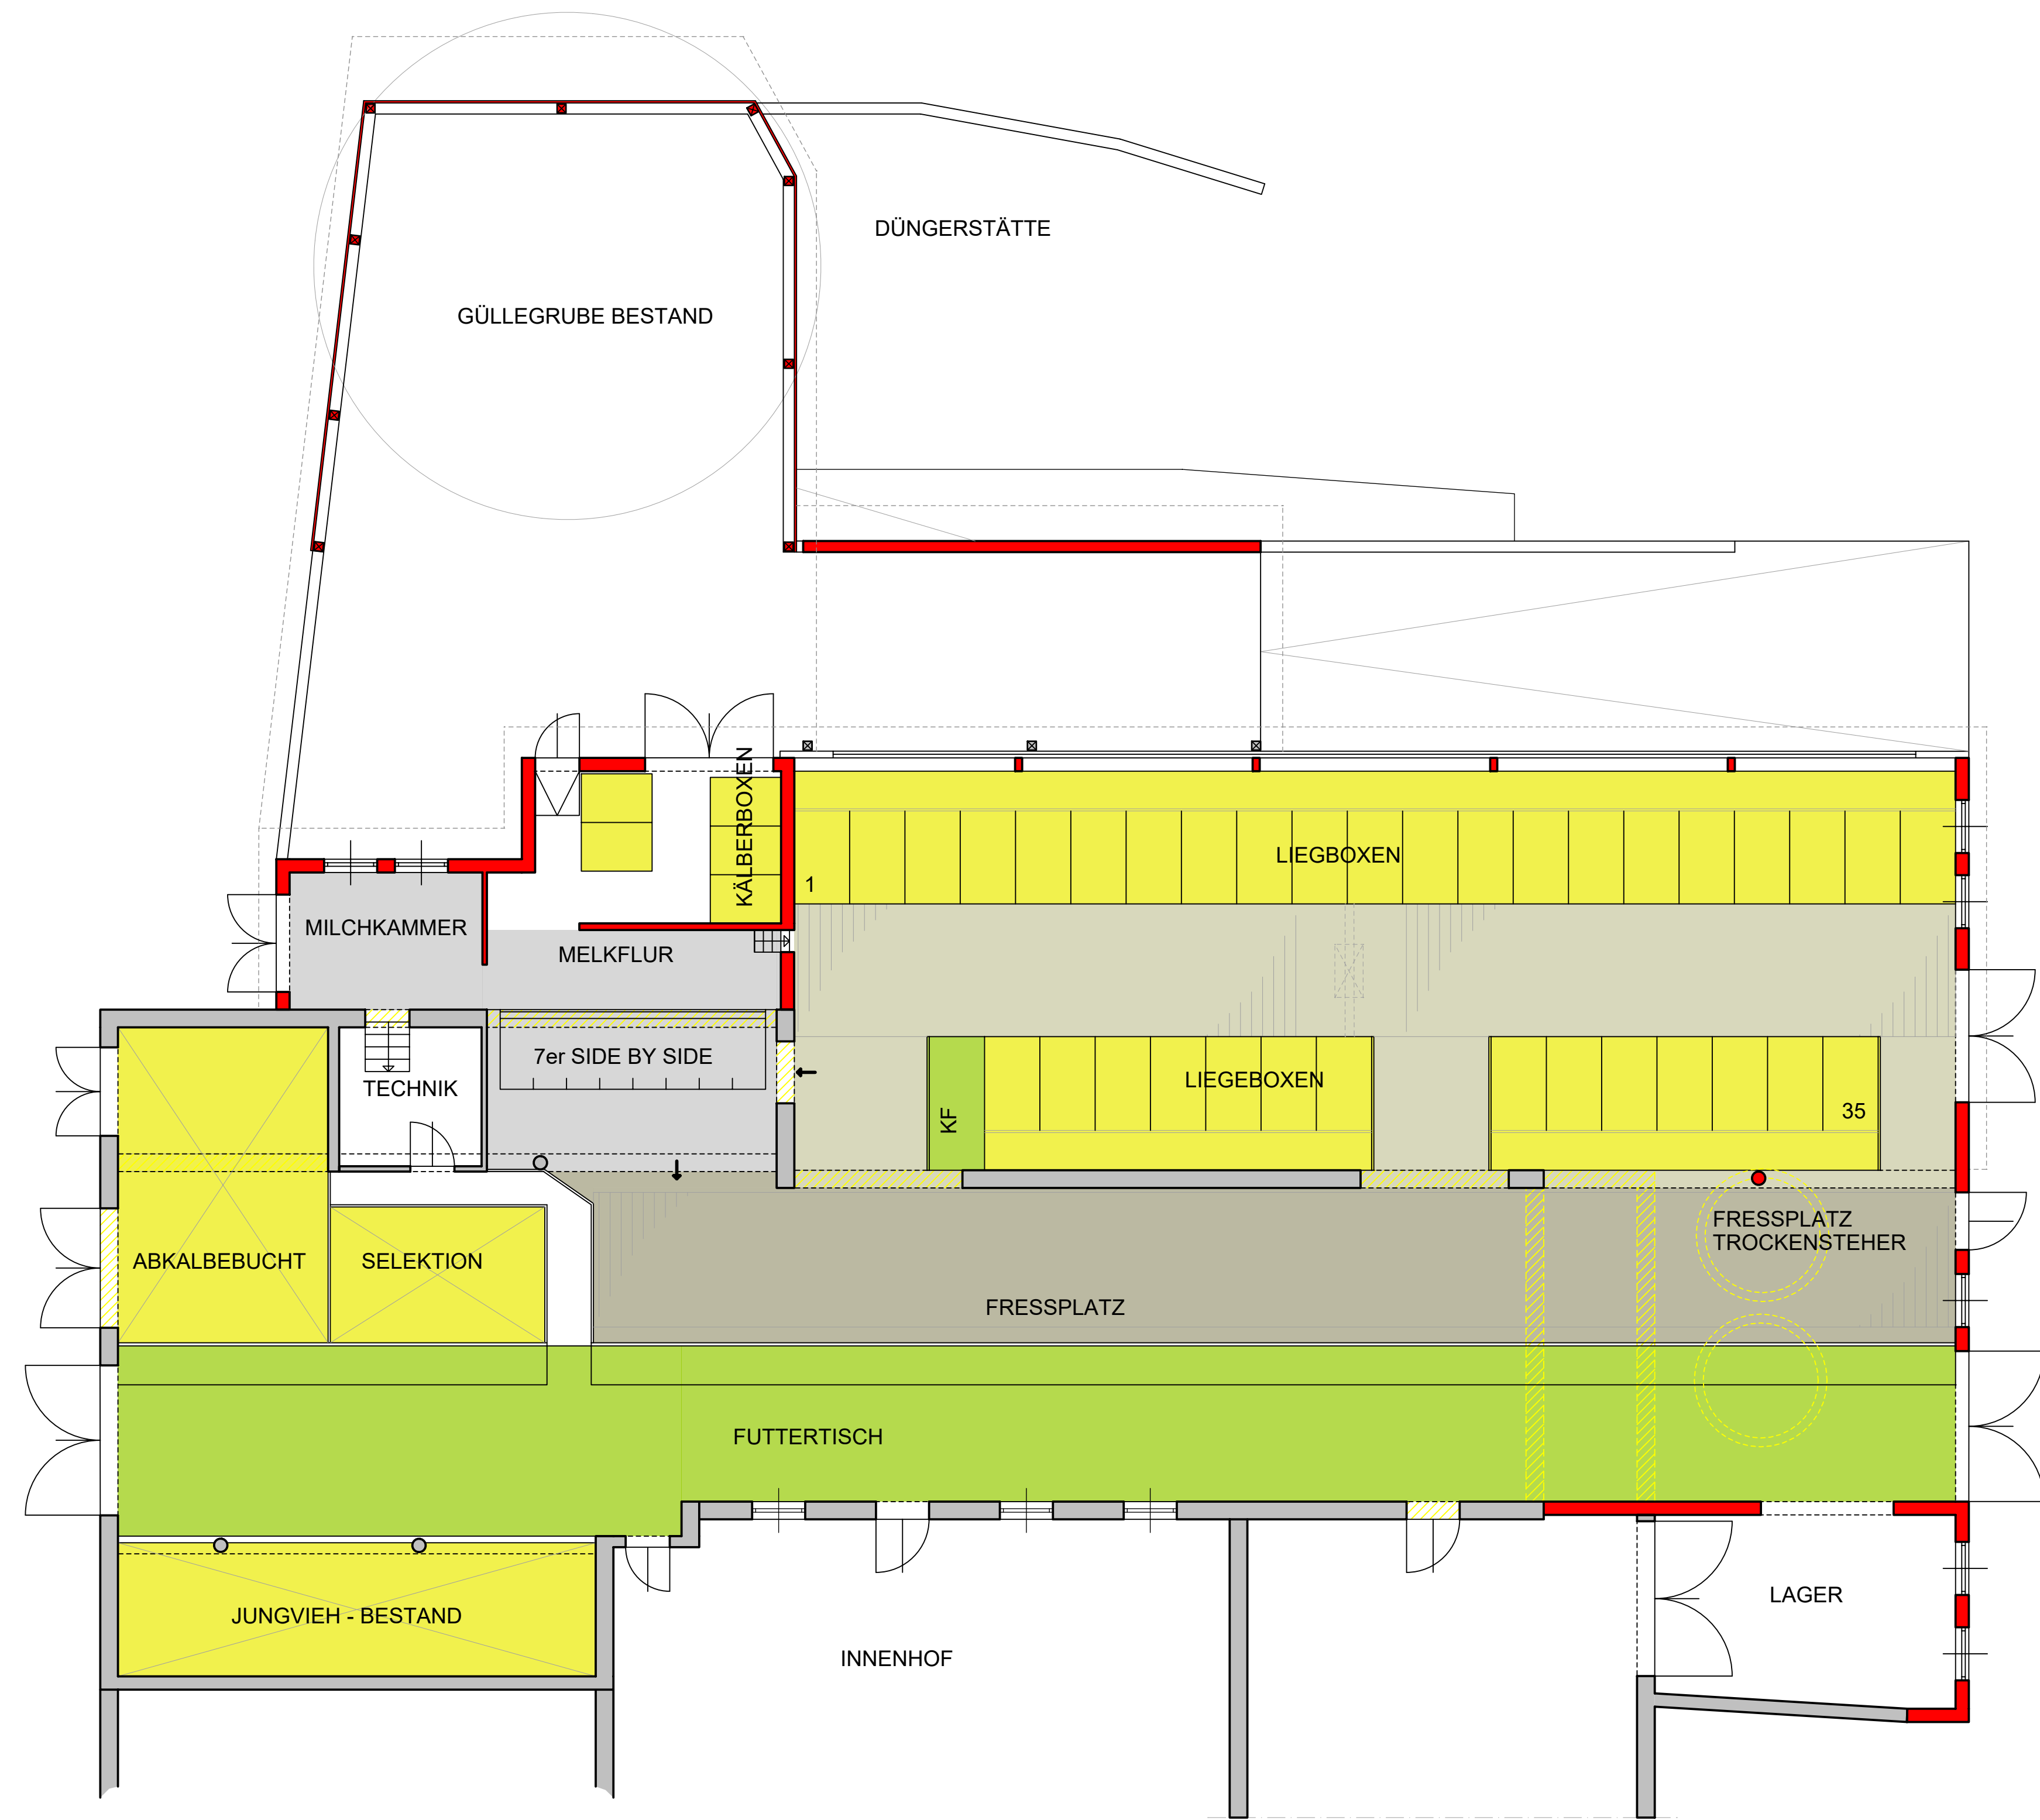 DÜNGERSTÄTTE
GÜLLEGRUBE BESTAND
KÄLBERBOXEN
LIEGBOXEN
1
MILCHKAMMER
MELKFLUR
7er SIDE BY SIDE
TECHNIK
LIEGEBOXEN
KF
35
FRESSPLATZ
TROCKENSTEHER
ABKALBEBUCHT
SELEKTION
FRESSPLATZ
FUTTERTISCH
LAGER
JUNGVIEH - BESTAND
INNENHOF